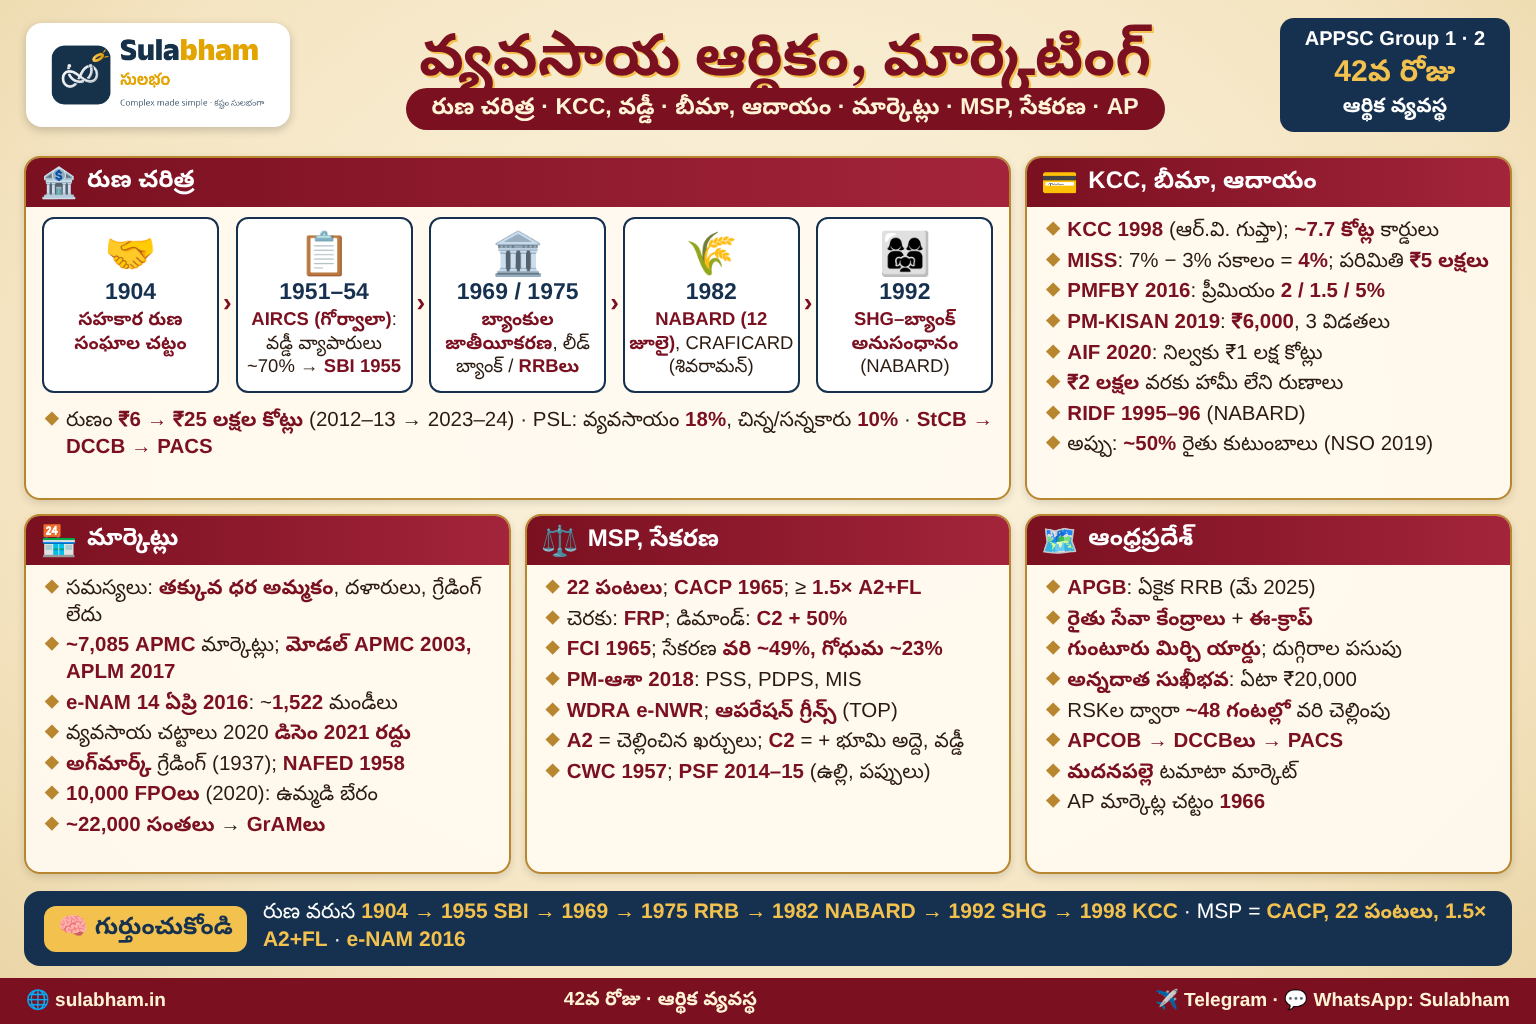 Sulabham
సులభం
Complex made simple · కష్టం సులభంగా
వ్యవసాయ ఆర్థికం, మార్కెటింగ్
రుణ చరిత్ర · KCC, వడ్డీ · బీమా, ఆదాయం · మార్కెట్లు · MSP, సేకరణ · AP
APPSC Group 1 · 2
42వ రోజు
ఆర్థిక వ్యవస్థ
రుణ చరిత్ర
1904
సహకార రుణ
సంఘాల చట్టం
›
1951–54
AIRCS (గోర్వాలా):
వడ్డీ వ్యాపారులు
~70% → SBI 1955
›
1969 / 1975
బ్యాంకుల
జాతీయీకరణ, లీడ్
బ్యాంక్ / RRBలు
›
1982
NABARD (12
జూలై), CRAFICARD
(శివరామన్)
›
1992
SHG–బ్యాంక్
అనుసంధానం
(NABARD)
◆ రుణం ₹6 → ₹25 లక్షల కోట్లు (2012–13 → 2023–24) · PSL: వ్యవసాయం 18%, చిన్న/సన్నకారు 10% · StCB →
DCCB → PACS
KCC, బీమా, ఆదాయం
◆ KCC 1998 (ఆర్.వి. గుప్తా); ~7.7 కోట్ల కార్డులు
◆ MISS: 7% − 3% సకాలం = 4%; పరిమితి ₹5 లక్షలు
◆ PMFBY 2016: ప్రీమియం 2 / 1.5 / 5%
◆ PM-KISAN 2019: ₹6,000, 3 విడతలు
◆ AIF 2020: నిల్వకు ₹1 లక్ష కోట్లు
◆ ₹2 లక్షల వరకు హామీ లేని రుణాలు
◆ RIDF 1995–96 (NABARD)
◆ అప్పు: ~50% రైతు కుటుంబాలు (NSO 2019)
24
మార్కెట్లు
◆ సమస్యలు: తక్కువ ధర అమ్మకం, దళారులు, గ్రేడింగ్
లేదు
◆ ~7,085 APMC మార్కెట్లు; మోడల్ APMC 2003,
APLM 2017
◆ e-NAM 14 ఏప్రి 2016: ~1,522 మండీలు
◆ వ్యవసాయ చట్టాలు 2020 డిసెం 2021 రద్దు
◆ అగ్‌మార్క్ గ్రేడింగ్ (1937); NAFED 1958
◆ 10,000 FPOలు (2020): ఉమ్మడి బేరం
◆ ~22,000 సంతలు → GrAMలు
MSP, సేకరణ
◆ 22 పంటలు; CACP 1965; ≥ 1.5× A2+FL
◆ చెరకు: FRP; డిమాండ్: C2 + 50%
◆ FCI 1965; సేకరణ వరి ~49%, గోధుమ ~23%
◆ PM-ఆశా 2018: PSS, PDPS, MIS
◆ WDRA e-NWR; ఆపరేషన్ గ్రీన్స్ (TOP)
◆ A2 = చెల్లించిన ఖర్చులు; C2 = + భూమి అద్దె, వడ్డీ
◆ CWC 1957; PSF 2014–15 (ఉల్లి, పప్పులు)
ఆంధ్రప్రదేశ్
◆ APGB: ఏకైక RRB (మే 2025)
◆ రైతు సేవా కేంద్రాలు + ఈ-క్రాప్
◆ గుంటూరు మిర్చి యార్డు; దుగ్గిరాల పసుపు
◆ అన్నదాత సుఖీభవ: ఏటా ₹20,000
◆ RSKల ద్వారా ~48 గంటల్లో వరి చెల్లింపు
◆ APCOB → DCCBలు → PACS
◆ మదనపల్లె టమాటా మార్కెట్
◆ AP మార్కెట్ల చట్టం 1966
గుర్తుంచుకోండి
రుణ వరుస 1904 → 1955 SBI → 1969 → 1975 RRB → 1982 NABARD → 1992 SHG → 1998 KCC · MSP = CACP, 22 పంటలు, 1.5×
A2+FL · e-NAM 2016
sulabham.in
42వ రోజు · ఆర్థిక వ్యవస్థ
Telegram · WhatsApp: Sulabham